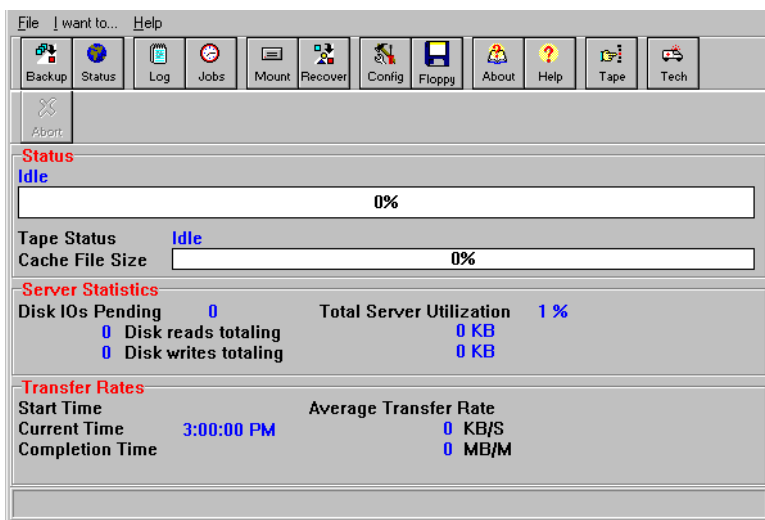 File I want to... Help
Backup Status Log Jobs Mount Recover Config Floppy About Help Tape Tech
Abort
Status
Idle
0%
Tape Status Idle
Cache File Size 0%
Server Statistics
Disk IOs Pending 0 Total Server Utilization 1 %
0 Disk reads totaling 0 KB
0 Disk writes totaling 0 KB
Transfer Rates
Start Time Average Transfer Rate
Current Time 3:00:00 PM 0 KB/S
Completion Time 0 MB/M